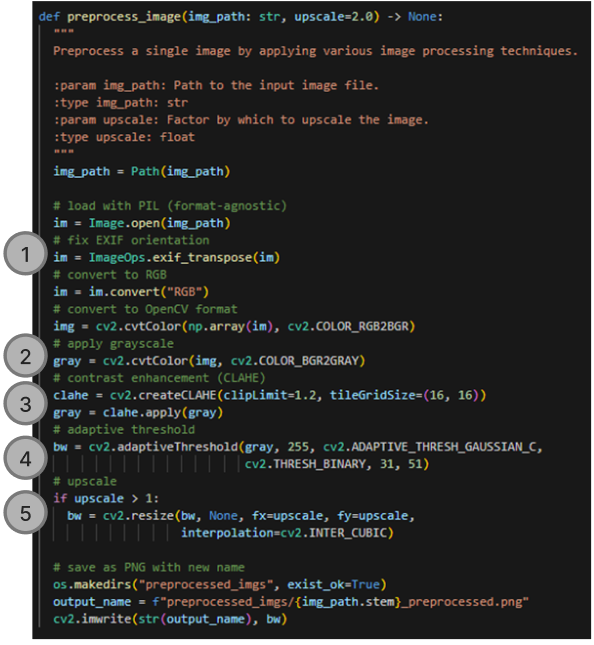 def preprocess_image(img_path: str, upscale=2.0) -> None:
"""
Preprocess a single image by applying various image processing techniques.
:param img_path: Path to the input image file.
:type img_path: str
:param upscale: Factor by which to upscale the image.
:type upscale: float
"""
img_path = Path(img_path)
# load with PIL (format-agnostic)
im = Image.open(img_path)
# fix EXIF orientation
1 im = ImageOps.exif_transpose(im)
# convert to RGB
im = im.convert("RGB")
# convert to OpenCV format
img = cv2.cvtColor(np.array(im), cv2.COLOR_RGB2BGR)
# apply grayscale
2 gray = cv2.cvtColor(img, cv2.COLOR_BGR2GRAY)
# contrast enhancement (CLAHE)
3 clahe = cv2.createCLAHE(clipLimit=1.2, tileGridSize=(16, 16))
gray = clahe.apply(gray)
# adaptive threshold
4 bw = cv2.adaptiveThreshold(gray, 255, cv2.ADAPTIVE_THRESH_GAUSSIAN_C,
cv2.THRESH_BINARY, 31, 51)
# upscale
5 if upscale > 1:
bw = cv2.resize(bw, None, fx=upscale, fy=upscale,
interpolation=cv2.INTER_CUBIC)
# save as PNG with new name
os.makedirs("preprocessed_imgs", exist_ok=True)
output_name = f"preprocessed_imgs/{img_path.stem}_preprocessed.png"
cv2.imwrite(str(output_name), bw)